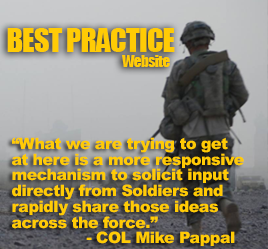 BEST PRACTICE
Website
“What we are trying to get
at here is a more responsive
mechanism to solicit input
directly from Soldiers and
rapidly share those ideas
across the force.”
- COL Mike Pappal